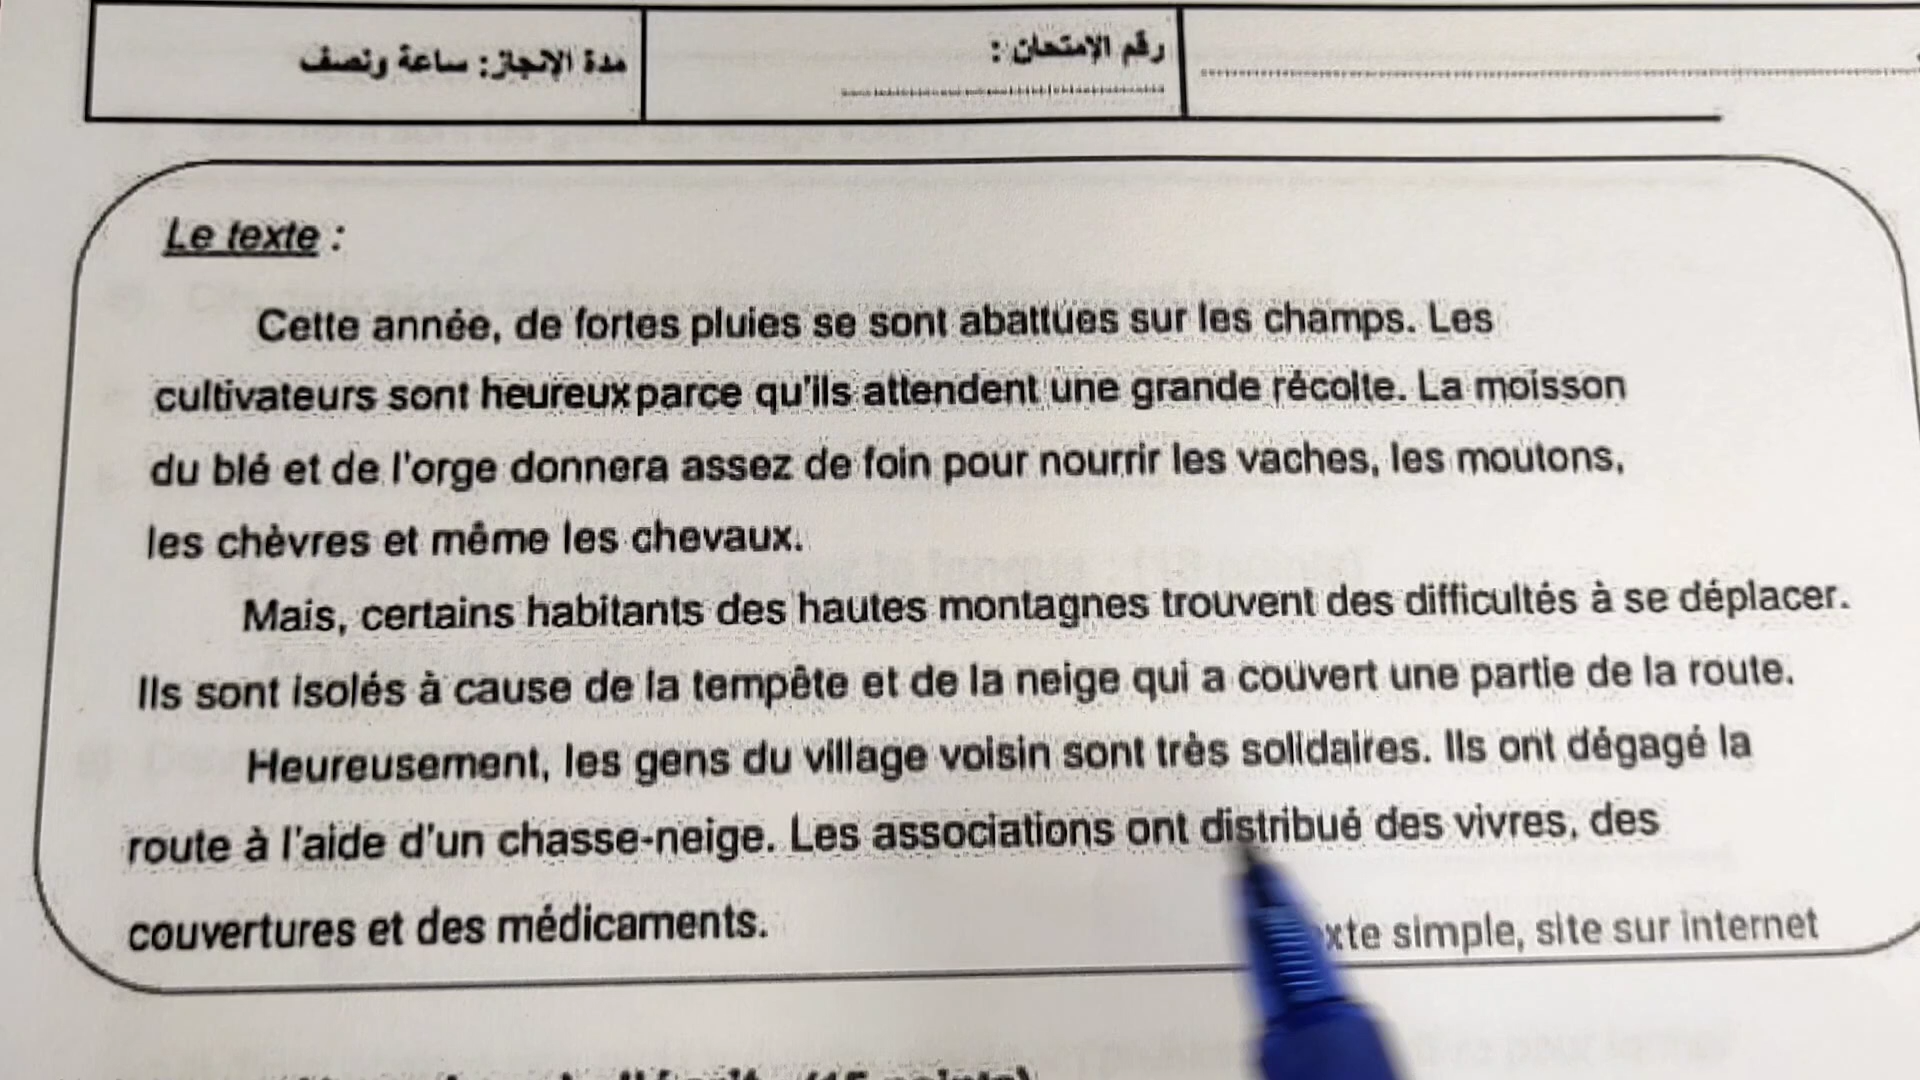 رقم الإمتحان :
مدة الإنجاز: ساعة ونصف
Le texte :
Cette année, de fortes pluies se sont abattues sur les champs. Les
cultivateurs sont heureux parce qu'ils attendent une grande récolte. La moisson
du blé et de l'orge donnera assez de foin pour nourrir les vaches, les moutons,
les chèvres et même les chevaux.
Mais, certains habitants des hautes montagnes trouvent des difficultés à se déplacer.
Ils sont isolés à cause de la tempête et de la neige qui a couvert une partie de la route.
Heureusement, les gens du village voisin sont très solidaires. Ils ont dégagé la
route à l'aide d'un chasse-neige. Les associations ont distribué des vivres, des
couvertures et des médicaments.
xte simple, site sur internet